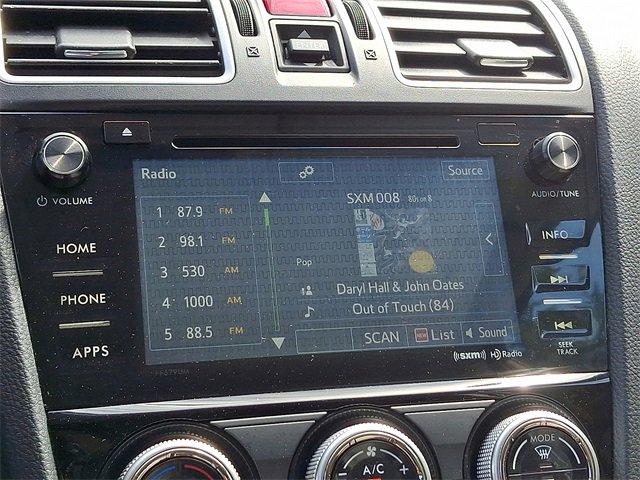 Radio
Source
VOLUME
AUDIO/TUNE
SXM008 80s on 8
1 87.9 FM
2 98.1 FM
3 530 AM
4 1000 AM
5 88.5 FM
HOME
PHONE
APPS
INFO
Pop
Daryl Hall & John Oates
Out of Touch (84)
SCAN
NEW List
Sound
SEEK
TRACK
((sxm)) HD Radio
A/C
MODE